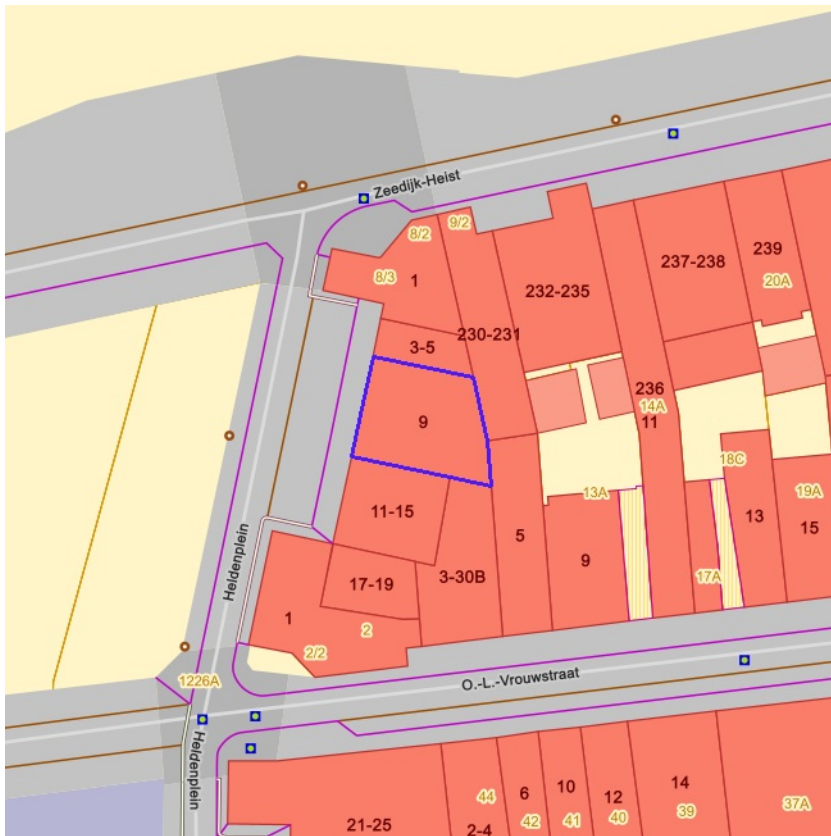 Zeedijk-Heist
8/2
9/2
8/3
1
232-235
237-238
239
20A
230-231
3-5
236
14A
11
9
18C
13A
19A
11-15
5
9
13
15
17-19
3-30B
17A
Heldenplein
1
2
2/2
1226A
O.-L.-Vrouwstraat
Heldenplein
44
6
42
10
41
12
40
14
39
37A
21-25
2-4